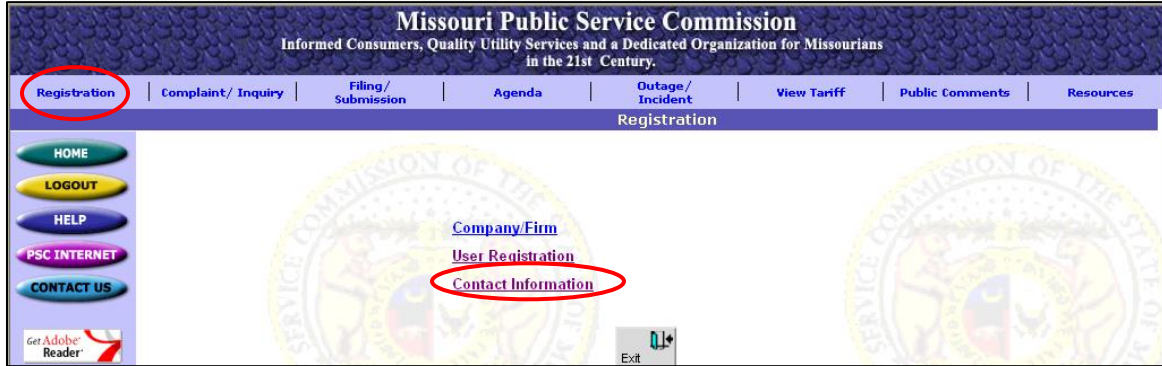 Missouri Public Service Commission
Informed Consumers, Quality Utility Services and a Dedicated Organization for Missourians
in the 21st Century.
Registration
Complaint/ Inquiry
Filing/
Submission
Agenda
Outage/
Incident
View Tariff
Public Comments
Resources
Registration
HOME
LOGOUT
HELP
PSC INTERNET
CONTACT US
Get Adobe
Reader
Company/Firm
User Registration
Contact Information
Exit